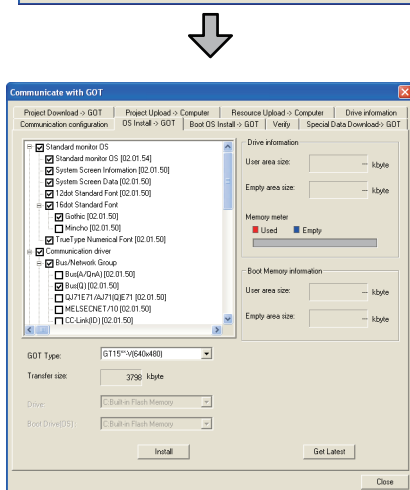 Communicate with GOT
Project Download -> GOT Project Upload -> Computer Resource Upload -> Computer Drive information
Communication configuration OS Install -> GOT Boot OS Install -> GOT Verify Special Data Download-> GOT
Standard monitor OS
Standard monitor OS [02.01.54]
System Screen Information [02.01.50]
System Screen Data [02.01.50]
12dot Standard Font [02.01.50]
16dot Standard Font
Gothic [02.01.50]
Mincho [02.01.50]
TrueType Numerical Font [02.01.50]
Communication driver
Bus/Network Group
Bus(A/QnA) [02.01.50]
Bus(Q) [02.01.50]
QJ71E71/AJ71(Q)E71 [02.01.50]
MELSECNET/10 [02.01.50]
CC-Link(ID) [02.01.50]
Drive information
User area size: -- kbyte
Empty area size: -- kbyte
Memory meter
Used Empty
Boot Memory information
User area size: -- kbyte
Empty area size: -- kbyte
GOT Type: GT15**-V(640x480)
Transfer size: 3798 kbyte
Drive: C:Built-in Flash Memory
Boot Drive(OS): C:Built-in Flash Memory
Install Get Latest
Close